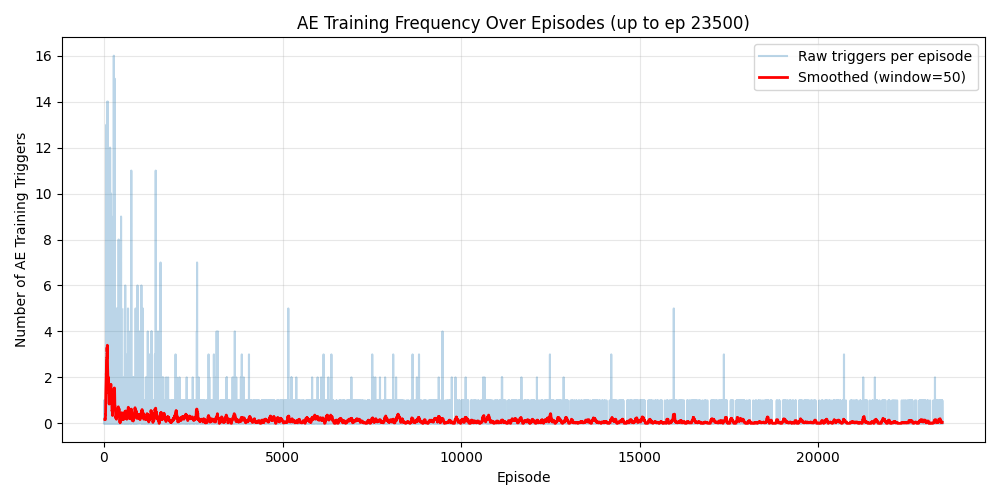 AE Training Frequency Over Episodes (up to ep 23500)
Raw triggers per episode
Smoothed (window=50)
Number of AE Training Triggers
16
14
12
10
8
6
4
2
0
0 5000 10000 15000 20000
Episode